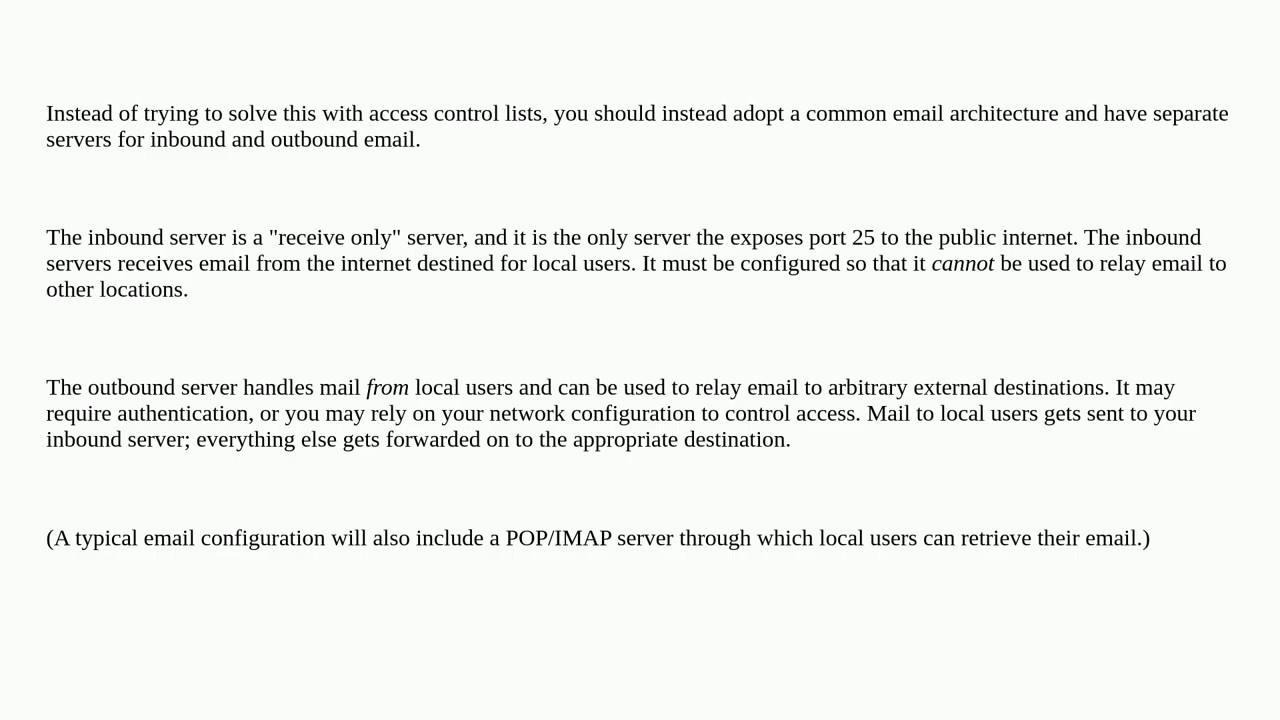 Instead of trying to solve this with access control lists, you should instead adopt a common email architecture and have separate
servers for inbound and outbound email.
The inbound server is a "receive only" server, and it is the only server the exposes port 25 to the public internet. The inbound
servers receives email from the internet destined for local users. It must be configured so that it cannot be used to relay email to
other locations.
The outbound server handles mail from local users and can be used to relay email to arbitrary external destinations. It may
require authentication, or you may rely on your network configuration to control access. Mail to local users gets sent to your
inbound server; everything else gets forwarded on to the appropriate destination.
(A typical email configuration will also include a POP/IMAP server through which local users can retrieve their email.)